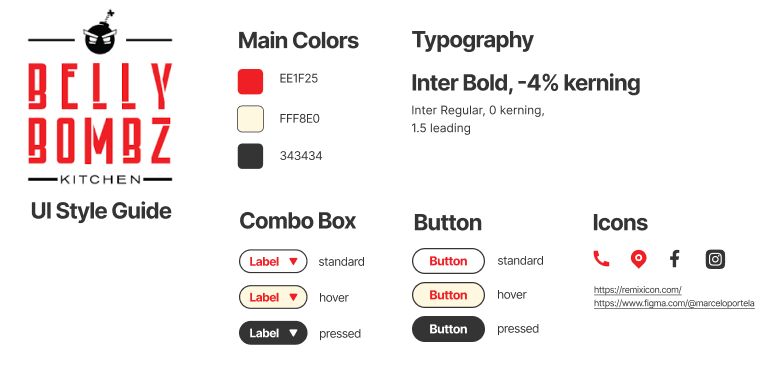 BELLY
BOMBZ
KITCHEN
UI Style Guide
Main Colors
EE1F25
FFF8E0
343434
Typography
Inter Bold, -4% kerning
Inter Regular, 0 kerning,
1.5 leading
Combo Box
Label ▼ standard
Label ▼ hover
Label ▼ pressed
Button
Button standard
Button hover
Button pressed
Icons
https://remixicon.com/
https://www.figma.com/@marceloportela